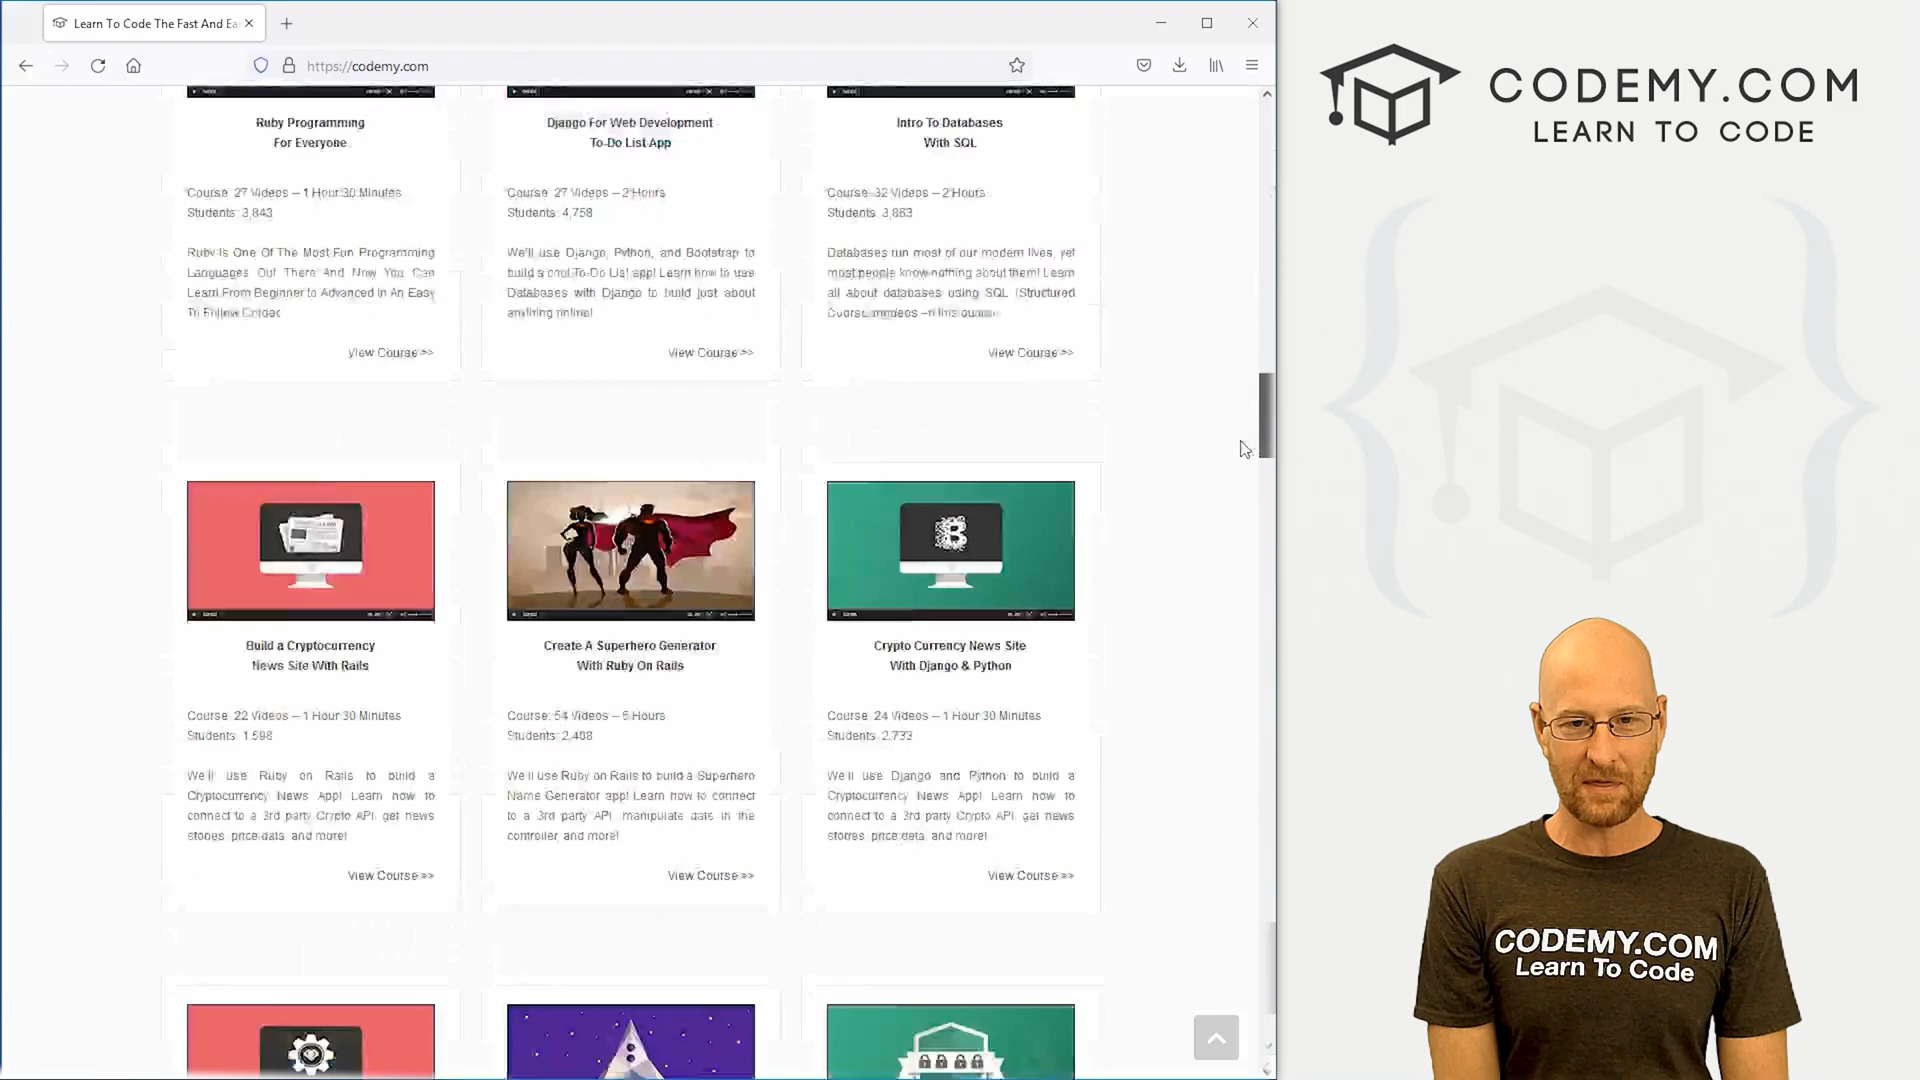 Learn To Code The Fast And Ea
https://codemy.com
CODEMY.COM
LEARN TO CODE
Ruby Programming
For Everyone
Course: 27 Videos – 1 Hour 30 Minutes
Students: 3,843
Ruby Is One Of The Most Fun Programming
Languages Out There And Now You Can
Learn From Beginner to Advanced In An Easy
To Follow
View Course >>
Django For Web Development
To Do List App
Course: 27 Videos – 2 Hours
Students: 4,758
We'll use Django, Python, and Bootstrap to
build a cool To-Do List app! Learn how to use
Databases with Django to build just about
anything online!
View Course >>
Intro To Databases
With SQL
Course: 32 Videos – 2 Hours
Students: 3,863
Databases run most of our modern lives, yet
most people know nothing about them! Learn
all about databases using SQL (Structured
View Course >>
Build a Cryptocurrency
News Site With Rails
Course: 22 Videos – 1 Hour 30 Minutes
Students: 1,598
We'll use Ruby on Rails to build a
Cryptocurrency News App! Learn how to
connect to a 3rd party Crypto API, get news
stories, price data, and more!
View Course >>
Create A Superhero Generator
With Ruby On Rails
Course: 54 Videos – 5 Hours
Students: 2,408
We'll use Ruby on Rails to build a Superhero
Name Generator app! Learn how to connect
to a 3rd party API, manipulate data in the
controller, and more!
View Course >>
B
Crypto Currency News Site
With Django & Python
Course: 24 Videos – 1 Hour 30 Minutes
Students: 2,733
We'll use Django and Python to build a
Cryptocurrency News App! Learn how to
connect to a 3rd party Crypto API, get news
stories, price data, and more!
View Course >>
CODEMY.COM
Learn To Code